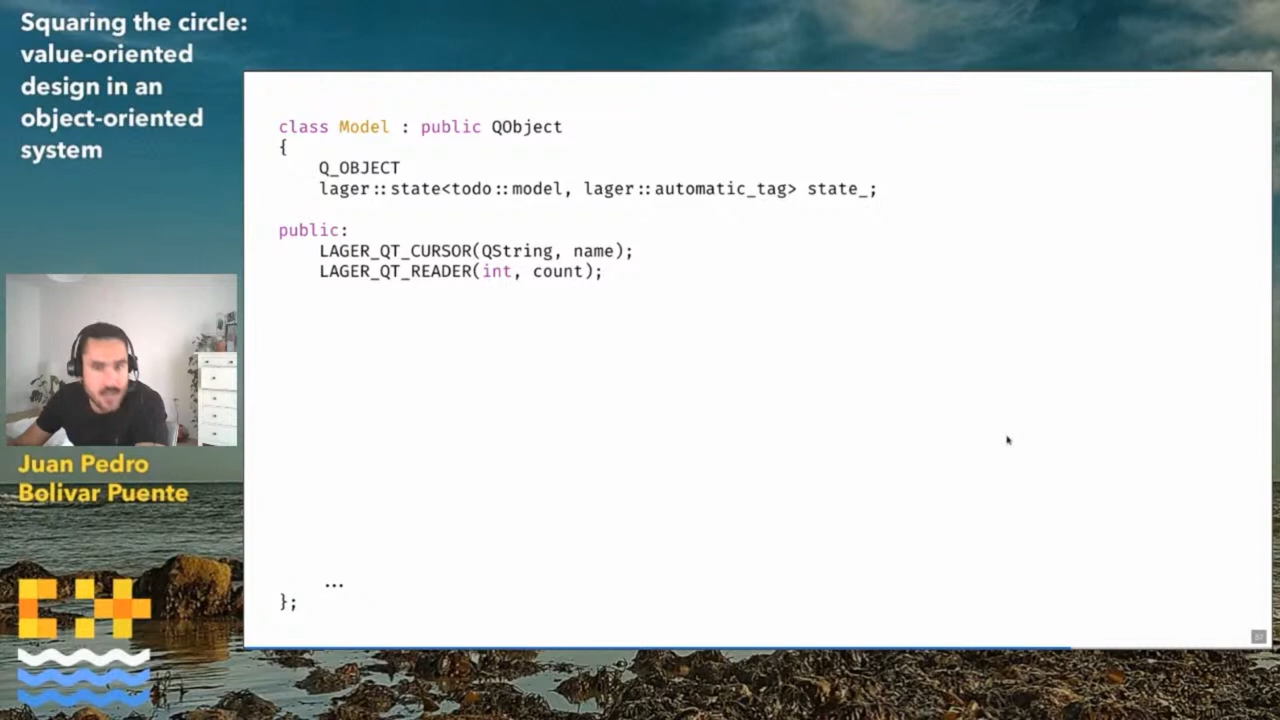 Squaring the circle:
value-oriented
design in an
object-oriented
system
class Model : public QObject
{
Q_OBJECT
lager::state<todo::model, lager::automatic_tag> state_;
public:
LAGER_QT_CURSOR(QString, name);
LAGER_QT_READER(int, count);
...
};
Juan Pedro
Bolivar Puente